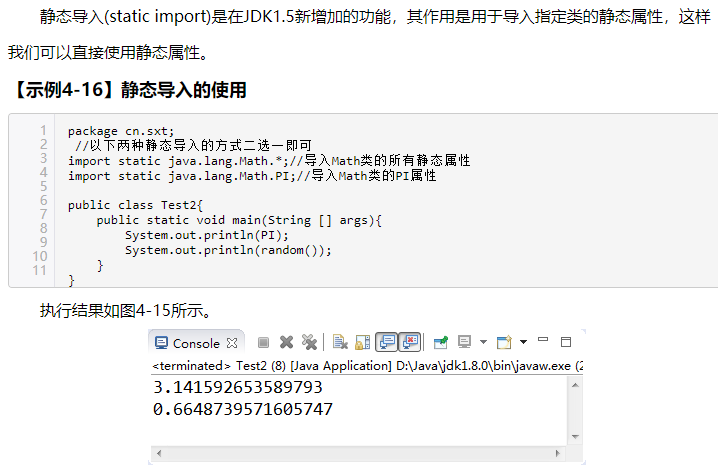 静态导入(static import)是在JDK1.5新增加的功能，其作用是用于导入指定类的静态属性，这样
我们可以直接使用静态属性。
【示例4-16】静态导入的使用
1 package cn.sxt;
2 //以下两种静态导入的方式二选一即可
3 import static java.lang.Math.*;//导入Math类的所有静态属性
4 import static java.lang.Math.PI;//导入Math类的PI属性
5
6 public class Test2{
7 public static void main(String [] args){
8 System.out.println(PI);
9 System.out.println(random());
10 }
11 }
执行结果如图4-15所示。
Console
<terminated> Test2 (8) [Java Application] D:\Java\jdk1.8.0\bin\javaw.exe (2
3.141592653589793
0.6648739571605747